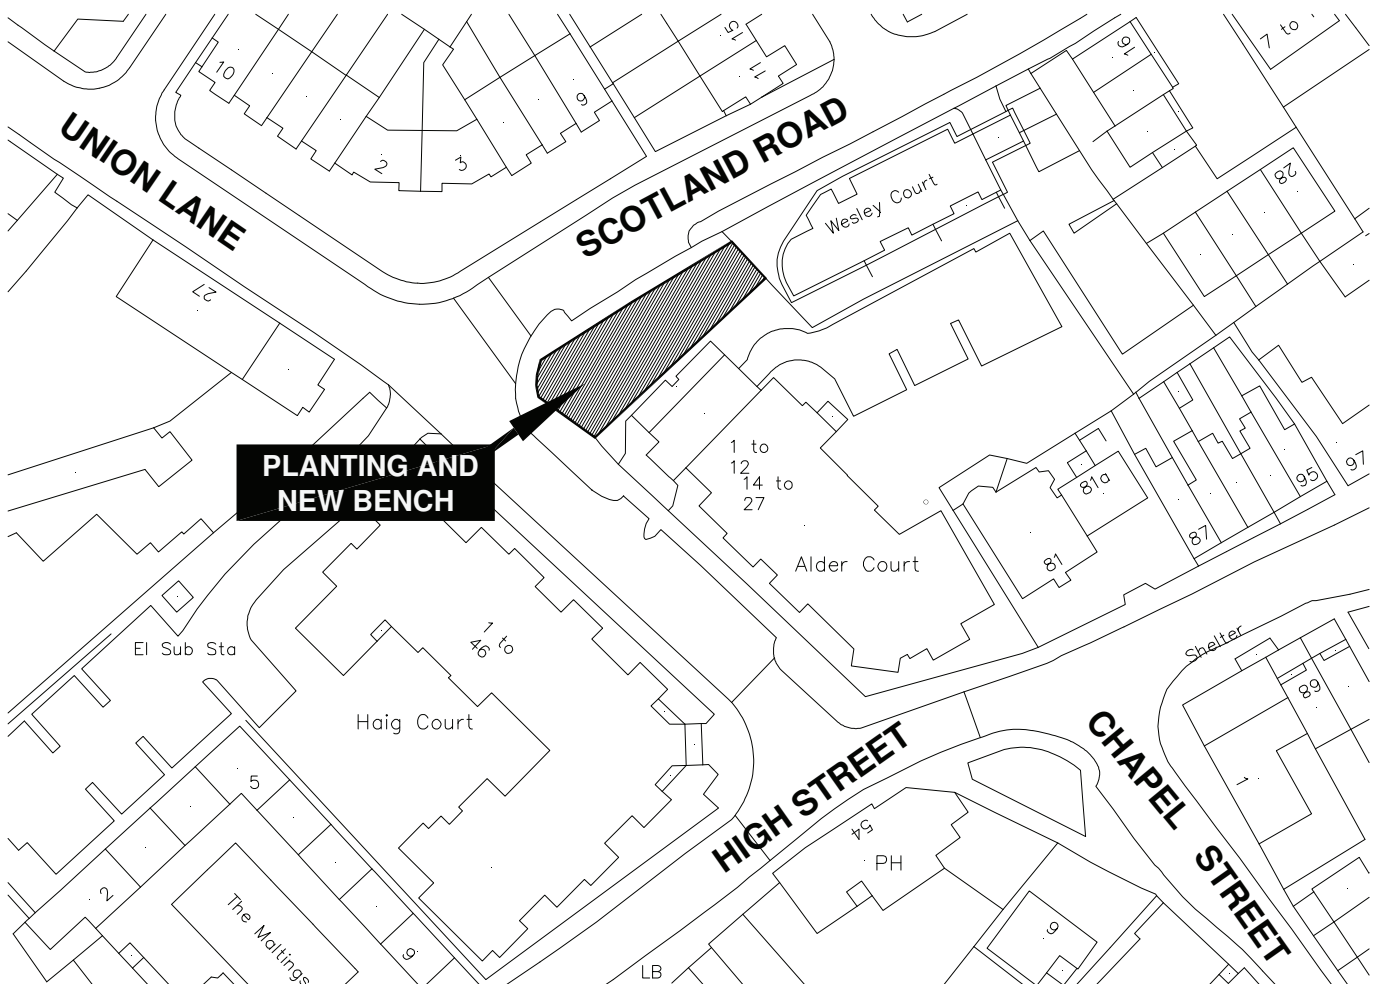 10
2
3
9
15
11
16
7 to
UNION LANE
SCOTLAND ROAD
Wesley Court
28
27
PLANTING AND
NEW BENCH
1 to
12
14 to
27
Alder Court
81a
81
87
95
97
El Sub Sta
1 to
46
Haig Court
Shelter
89
1
HIGH STREET
CHAPEL STREET
5
2
9
The Maltings
54
PH
LB
9